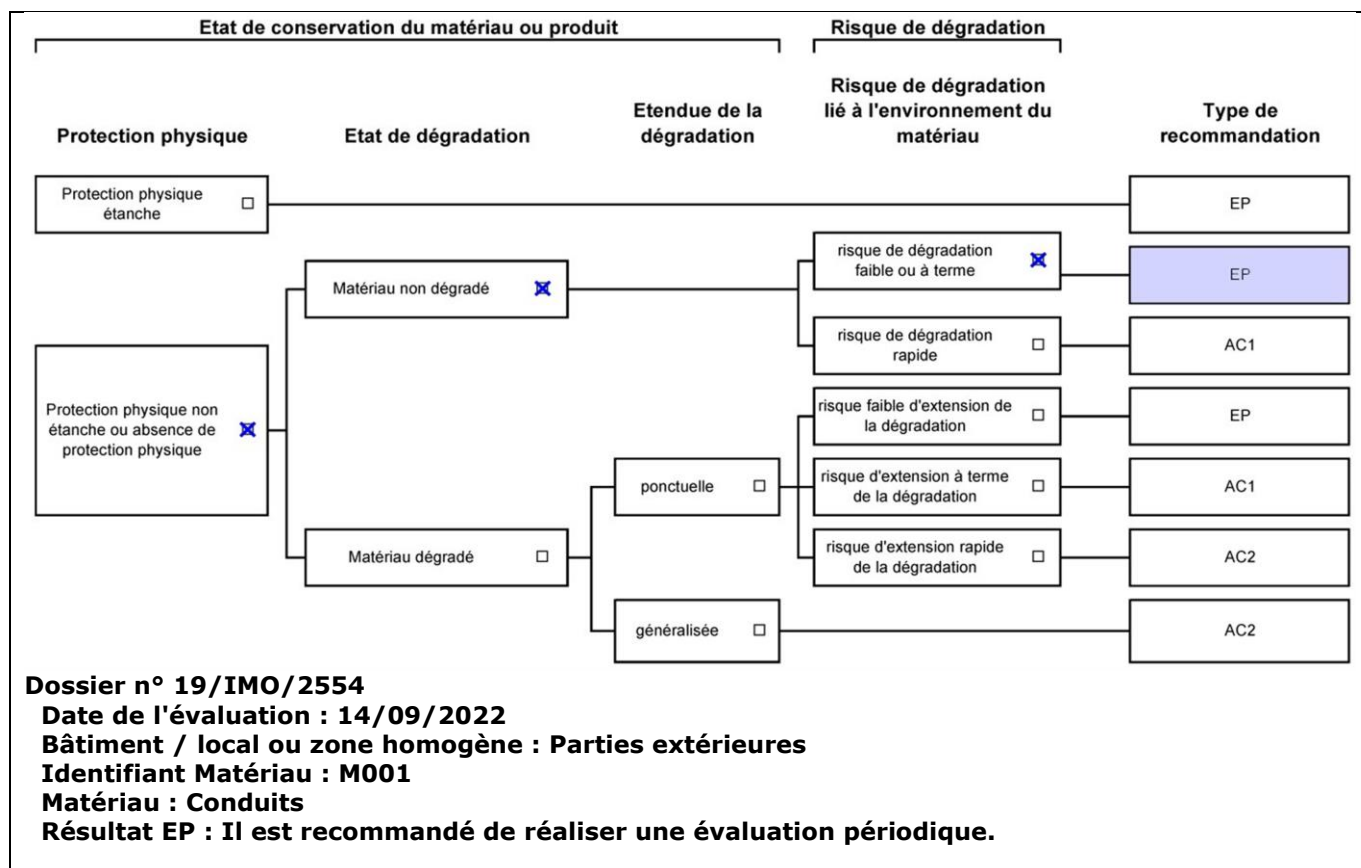 Etat de conservation du matériau ou produit
Risque de dégradation
Protection physique
Etat de dégradation
Etendue de la
dégradation
Risque de dégradation
lié à l'environnement du
matériau
Type de
recommandation
Protection physique
étanche
EP
risque de dégradation
faible ou à terme
EP
Matériau non dégradé
risque de dégradation
rapide
AC1
Protection physique non
étanche ou absence de
protection physique
risque faible d'extension de
la dégradation
EP
ponctuelle
risque d'extension à terme
de la dégradation
AC1
Matériau dégradé
risque d'extension rapide
de la dégradation
AC2
généralisée
AC2
Dossier n° 19/IMO/2554
Date de l'évaluation : 14/09/2022
Bâtiment / local ou zone homogène : Parties extérieures
Identifiant Matériau : M001
Matériau : Conduits
Résultat EP : Il est recommandé de réaliser une évaluation périodique.